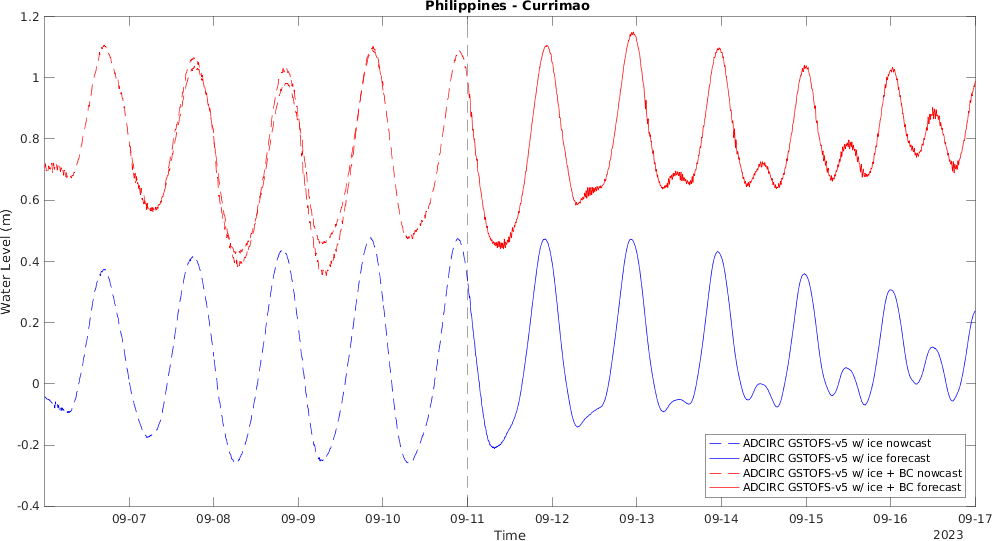 Philippines - Currimao
1.2
1
0.8
0.6
0.4
0.2
0
-0.2
-0.4
Water Level (m)
ADCIRC GSTOFS-v5 w/ ice nowcast
ADCIRC GSTOFS-v5 w/ ice forecast
ADCIRC GSTOFS-v5 w/ ice + BC nowcast
ADCIRC GSTOFS-v5 w/ ice + BC forecast
09-07 09-08 09-09 09-10 09-11 09-12 09-13 09-14 09-15 09-16 09-17
Time
2023